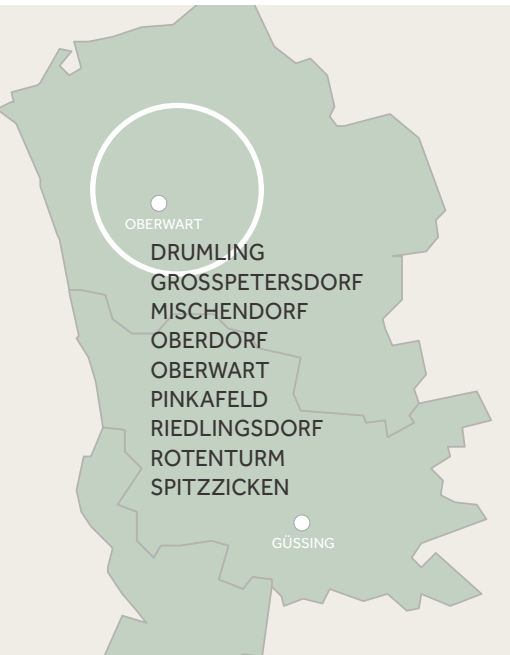 OBERWART
DRUMLING
GROSSPETERSDORF
MISCHENDORF
OBERDORF
OBERWART
PINKAFELD
RIEDLINGSDORF
ROTENTURM
SPITZZICKEN
GÜSSING